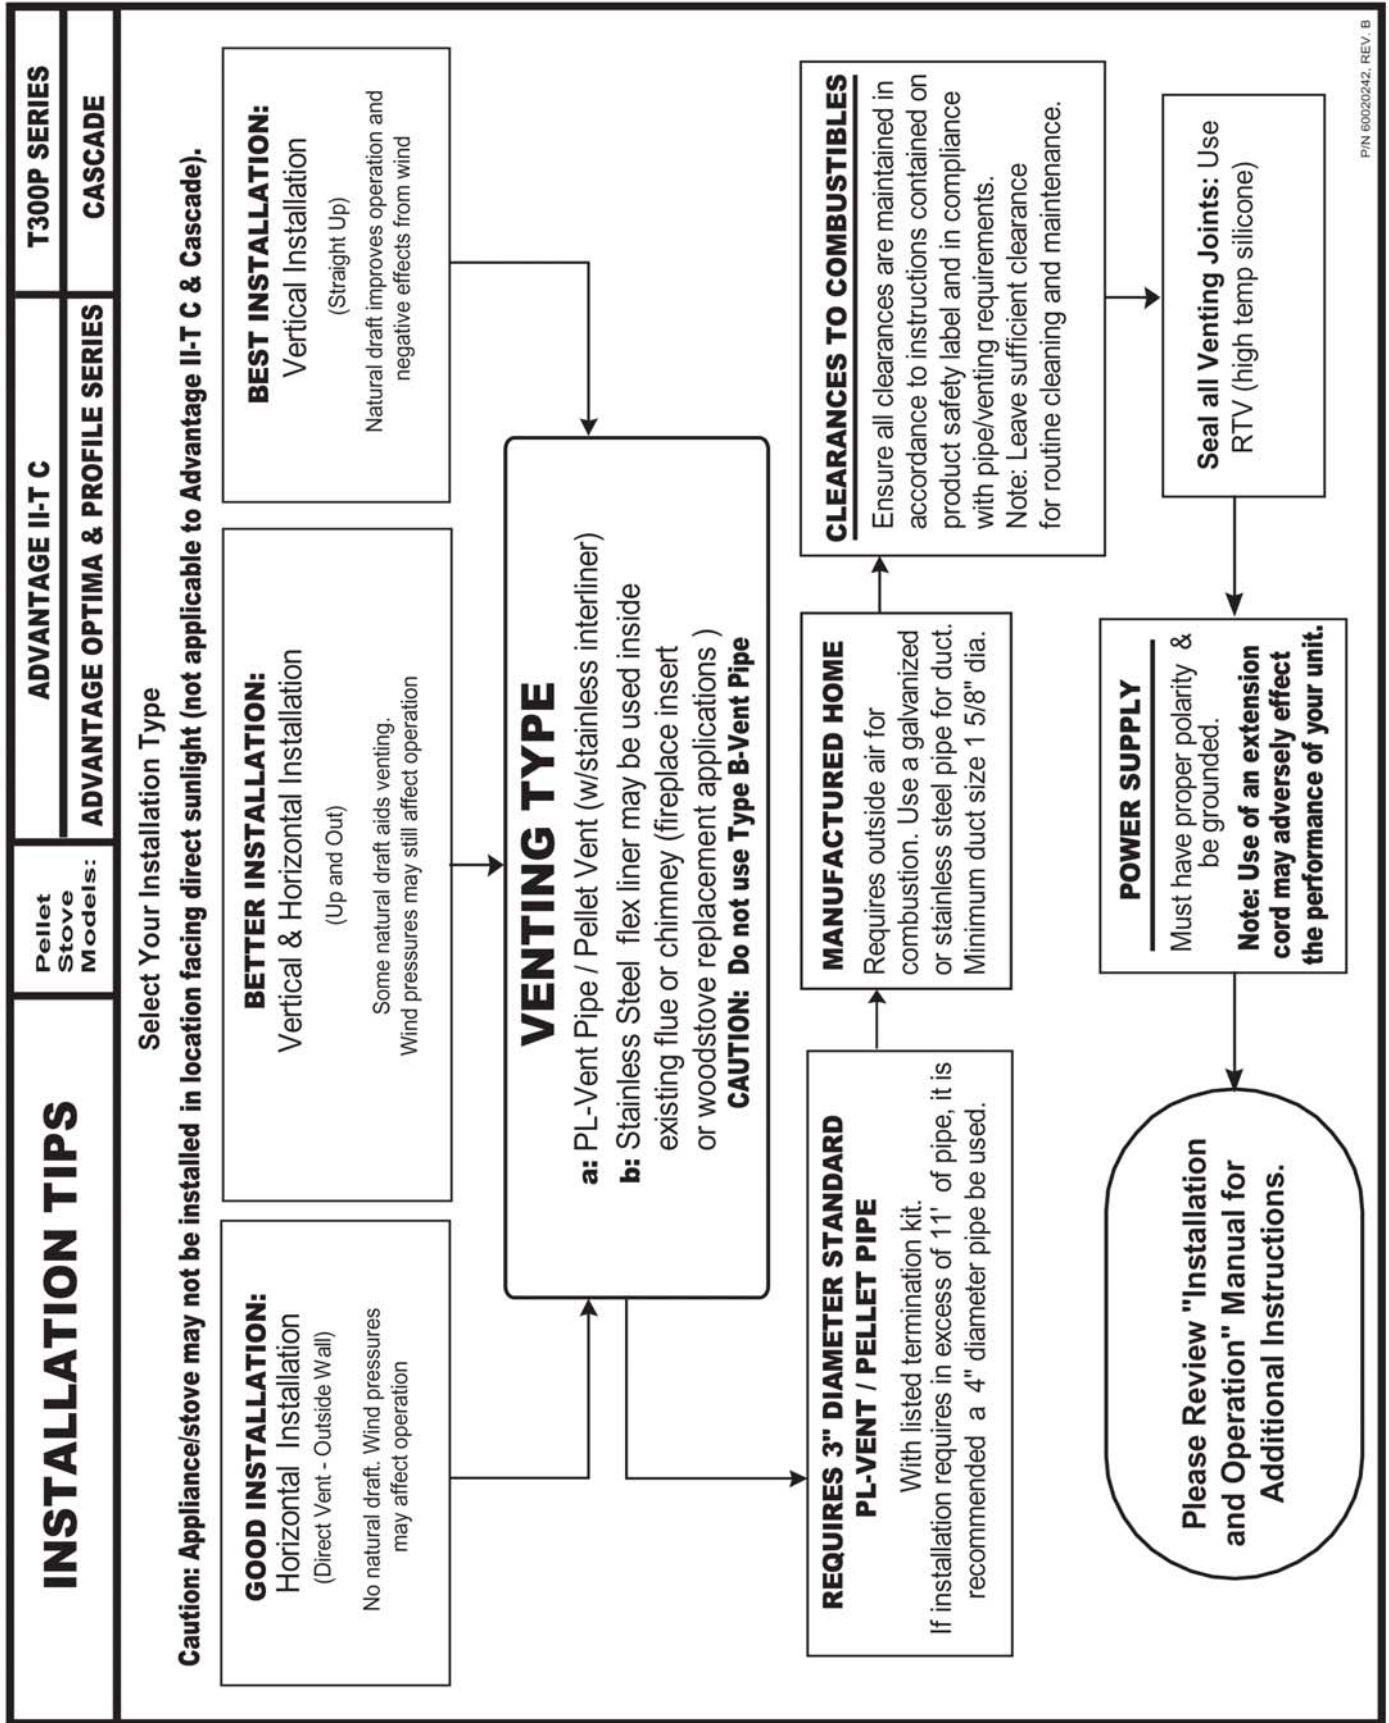 INSTALLATION TIPS
Pellet
Stove
Models:
ADVANTAGE II-T C
T300P SERIES
ADVANTAGE OPTIMA & PROFILE SERIES
CASCADE
Select Your Installation Type
Caution: Appliance/stove may not be installed in location facing direct sunlight (not applicable to Advantage II-T C & Cascade).
GOOD INSTALLATION:
Horizontal Installation
(Direct Vent - Outside Wall)
No natural draft. Wind pressures
may affect operation
BETTER INSTALLATION:
Vertical & Horizontal Installation
(Up and Out)
Some natural draft aids venting.
Wind pressures may still affect operation
BEST INSTALLATION:
Vertical Installation
(Straight Up)
Natural draft improves operation and
negative effects from wind
VENTING TYPE
a: PL-Vent Pipe / Pellet Vent (w/stainless interliner)
b: Stainless Steel flex liner may be used inside
existing flue or chimney (fireplace insert
or woodstove replacement applications )
CAUTION: Do not use Type B-Vent Pipe
REQUIRES 3" DIAMETER STANDARD
PL-VENT / PELLET PIPE
With listed termination kit.
If installation requires in excess of 11' of pipe, it is
recommended a 4" diameter pipe be used.
MANUFACTURED HOME
Requires outside air for
combustion. Use a galvanized
or stainless steel pipe for duct.
Minimum duct size 1 5/8" dia.
CLEARANCES TO COMBUSTIBLES
Ensure all clearances are maintained in
accordance to instructions contained on
product safety label and in compliance
with pipe/venting requirements.
Note: Leave sufficient clearance
for routine cleaning and maintenance.
Seal all Venting Joints: Use
RTV (high temp silicone)
POWER SUPPLY
Must have proper polarity &
be grounded.
Note: Use of an extension
cord may adversely effect
the performance of your unit.
Please Review "Installation
and Operation" Manual for
Additional Instructions.
P/N 60020242, REV. B